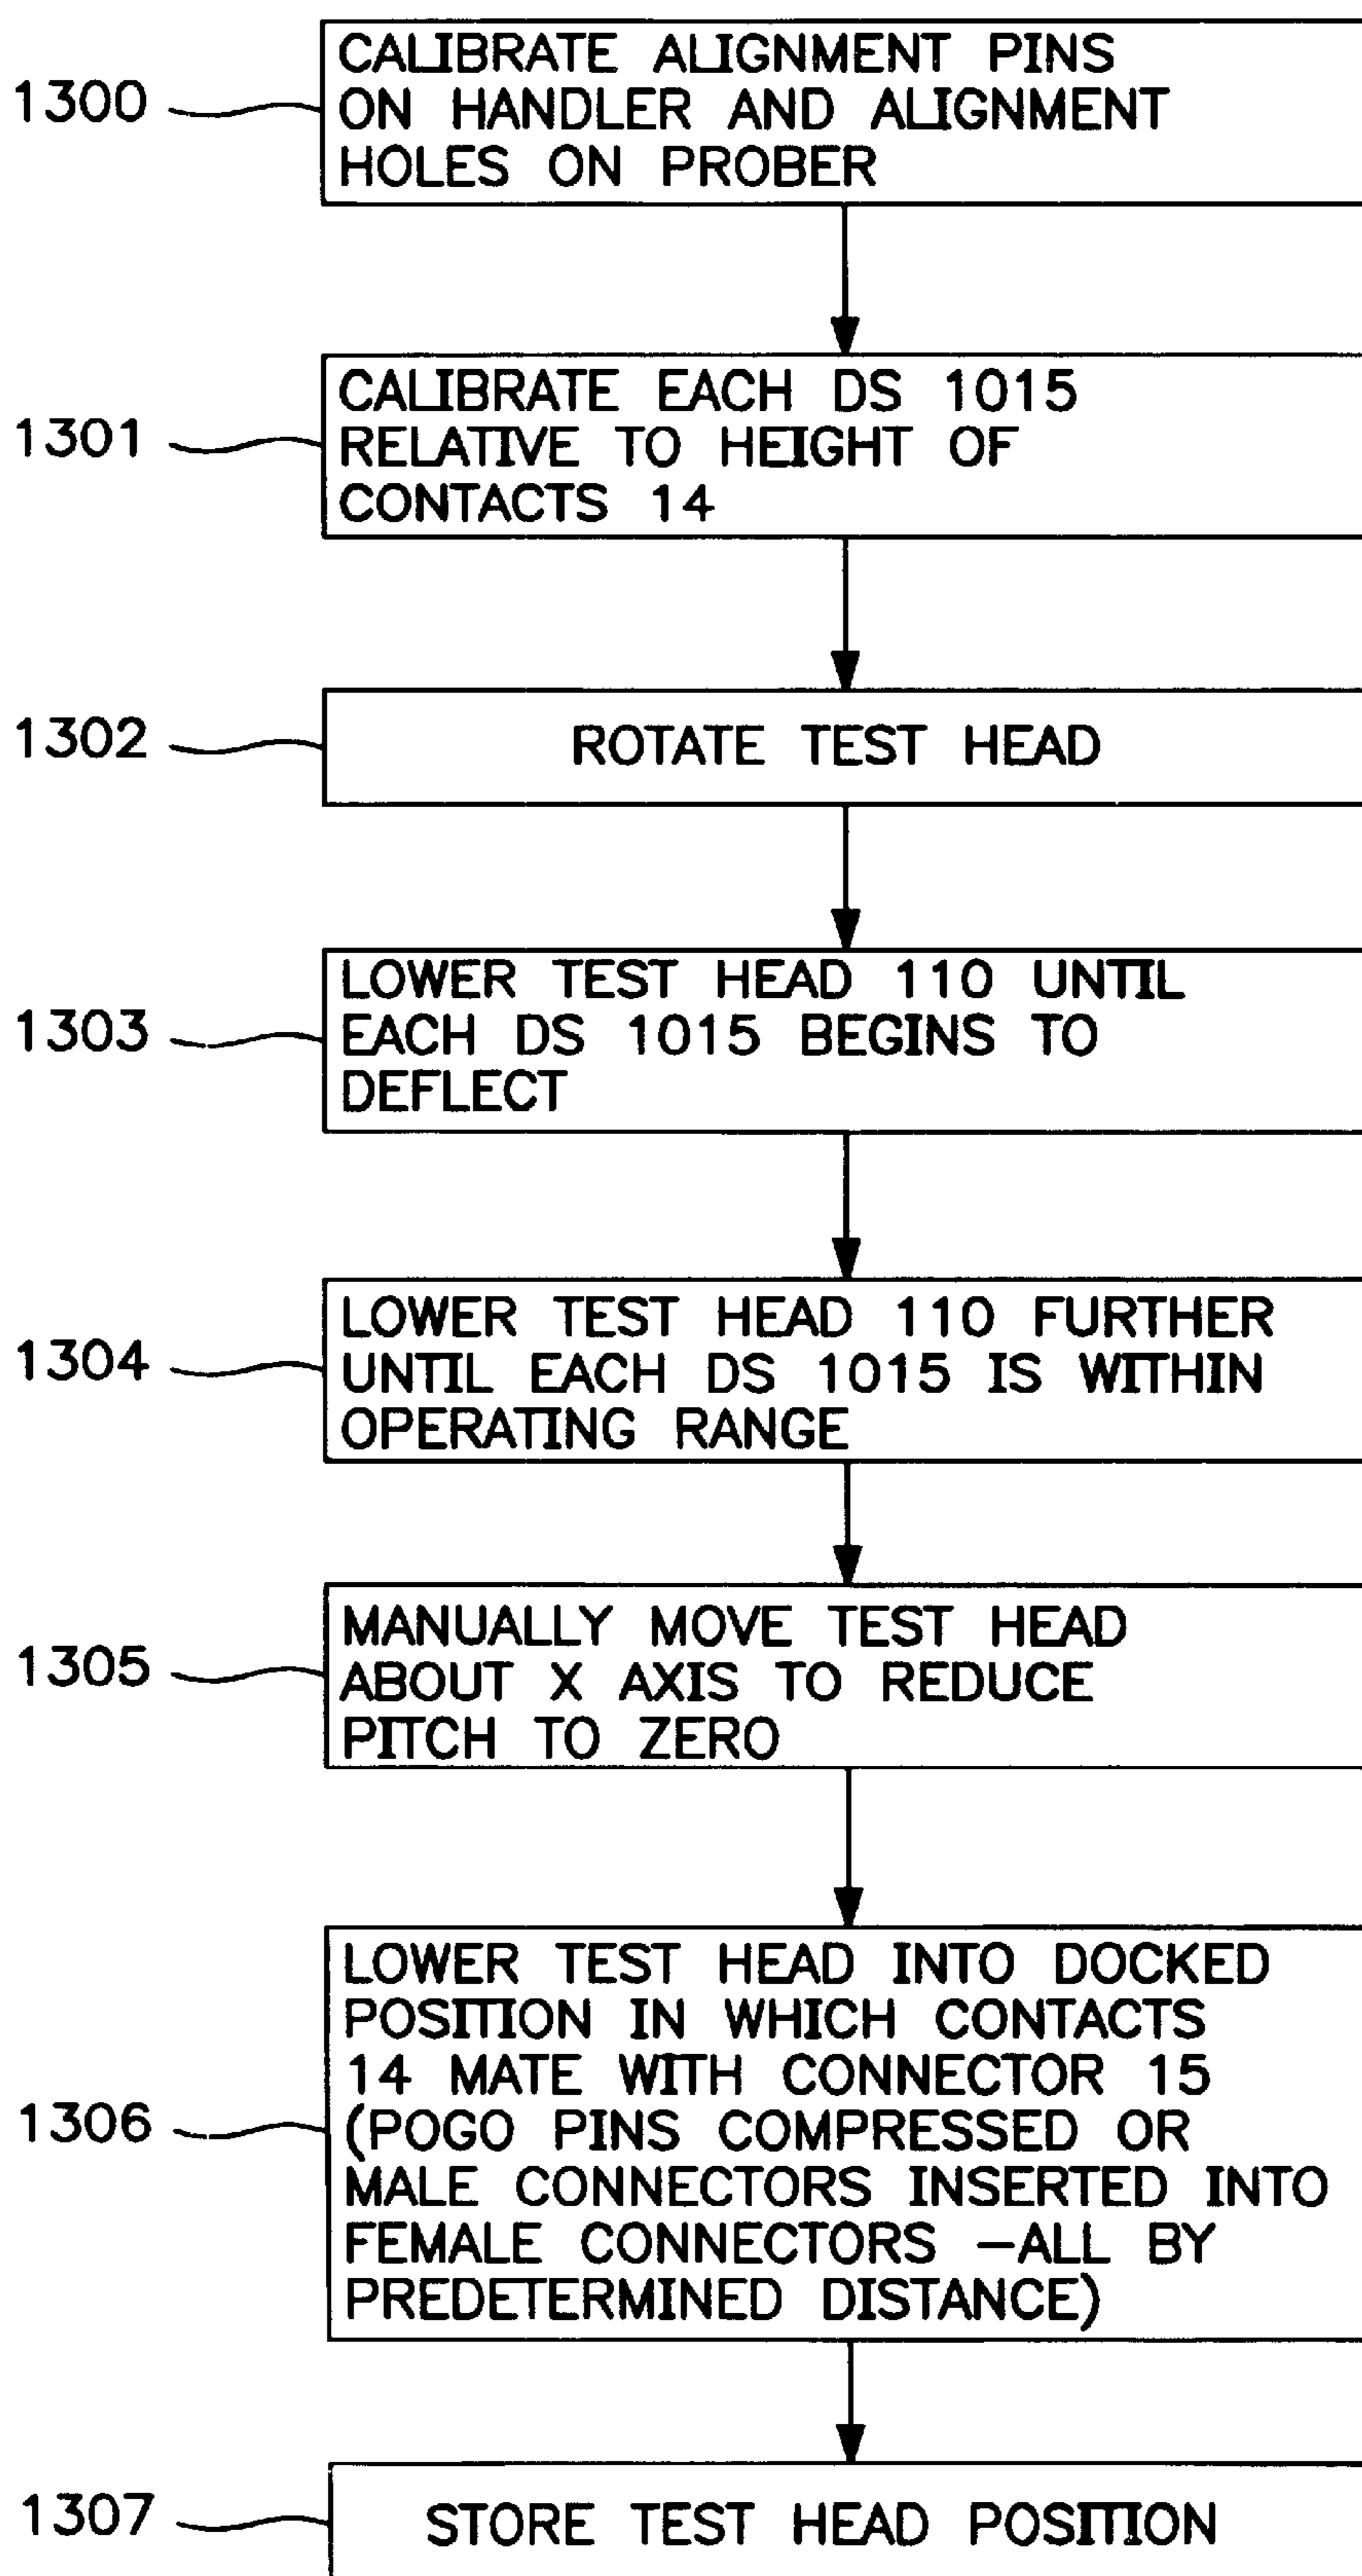 1300
CALIBRATE ALIGNMENT PINS
ON HANDLER AND ALIGNMENT
HOLES ON PROBER
1301
CALIBRATE EACH DS 1015
RELATIVE TO HEIGHT OF
CONTACTS 14
1302
ROTATE TEST HEAD
1303
LOWER TEST HEAD 110 UNTIL
EACH DS 1015 BEGINS TO
DEFLECT
1304
LOWER TEST HEAD 110 FURTHER
UNTIL EACH DS 1015 IS WITHIN
OPERATING RANGE
1305
MANUALLY MOVE TEST HEAD
ABOUT X AXIS TO REDUCE
PITCH TO ZERO
1306
LOWER TEST HEAD INTO DOCKED
POSITION IN WHICH CONTACTS
14 MATE WITH CONNECTOR 15
(POGO PINS COMPRESSED OR
MALE CONNECTORS INSERTED INTO
FEMALE CONNECTORS –ALL BY
PREDETERMINED DISTANCE)
1307
STORE TEST HEAD POSITION